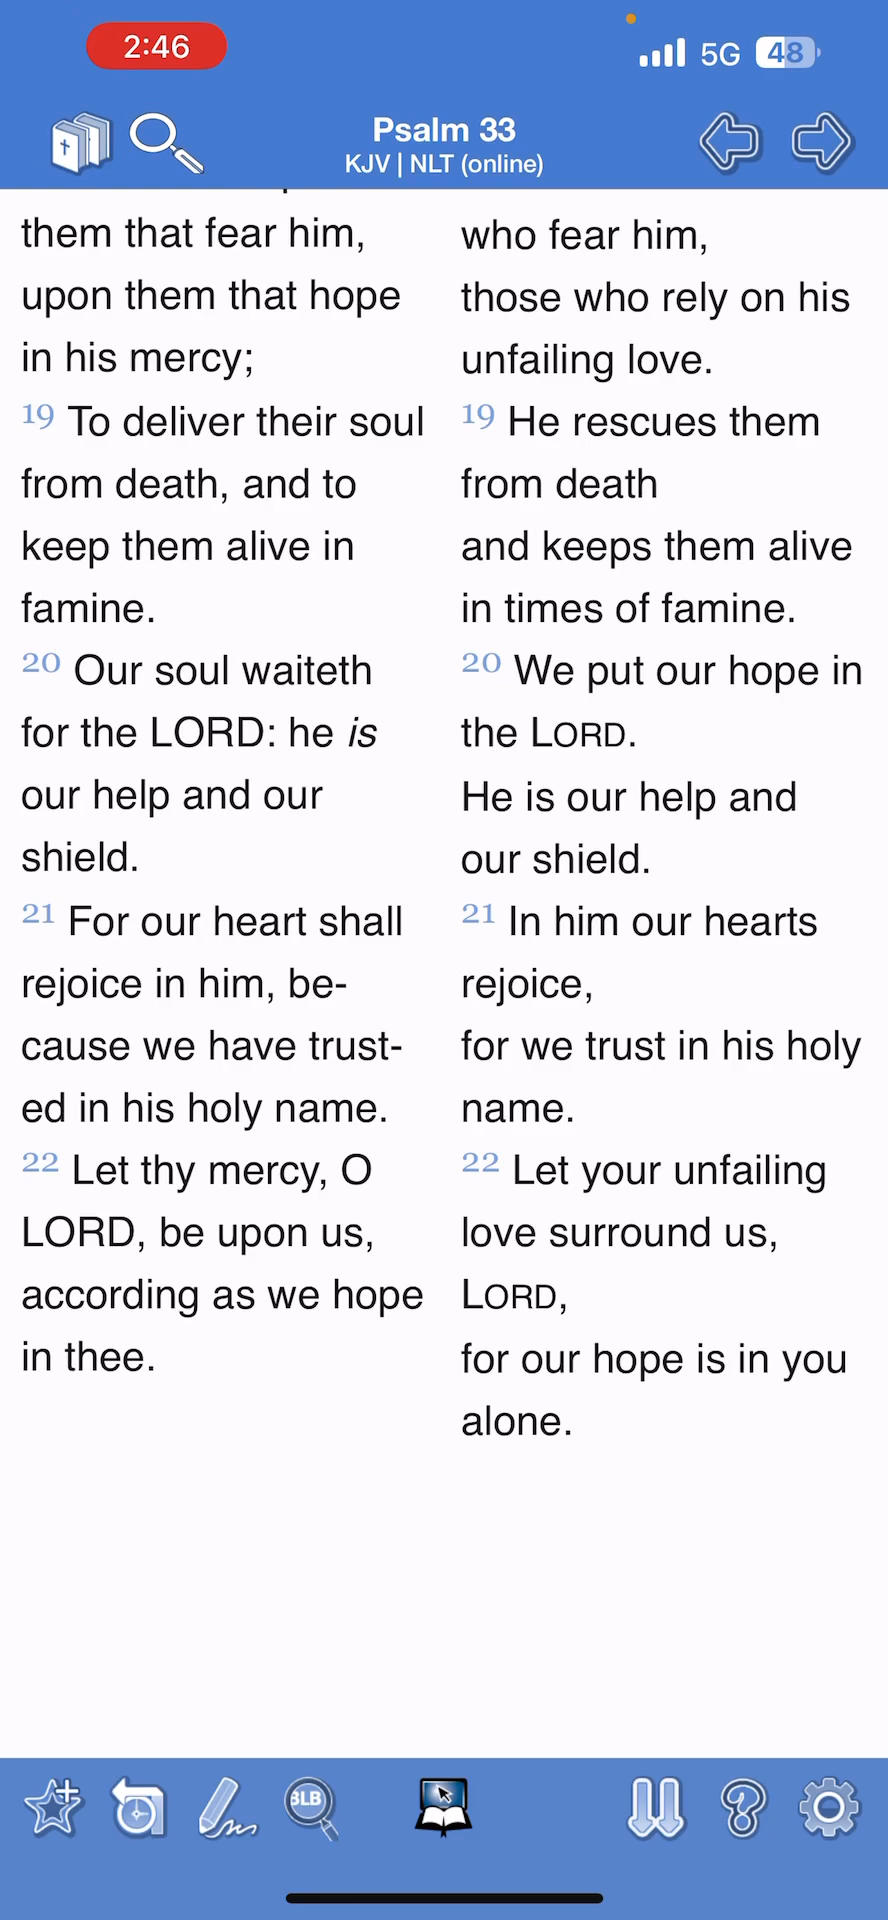 2:46
5G 48
Psalm 33
KJV | NLT (online)
them that fear him,
upon them that hope
in his mercy;
19 To deliver their soul
from death, and to
keep them alive in
famine.
20 Our soul waiteth
for the LORD: he is
our help and our
shield.
21 For our heart shall
rejoice in him, be-
cause we have trust-
ed in his holy name.
22 Let thy mercy, O
LORD, be upon us,
according as we hope
in thee.
who fear him,
those who rely on his
unfailing love.
19 He rescues them
from death
and keeps them alive
in times of famine.
20 We put our hope in
the LORD.
He is our help and
our shield.
21 In him our hearts
rejoice,
for we trust in his holy
name.
22 Let your unfailing
love surround us,
LORD,
for our hope is in you
alone.
BLB